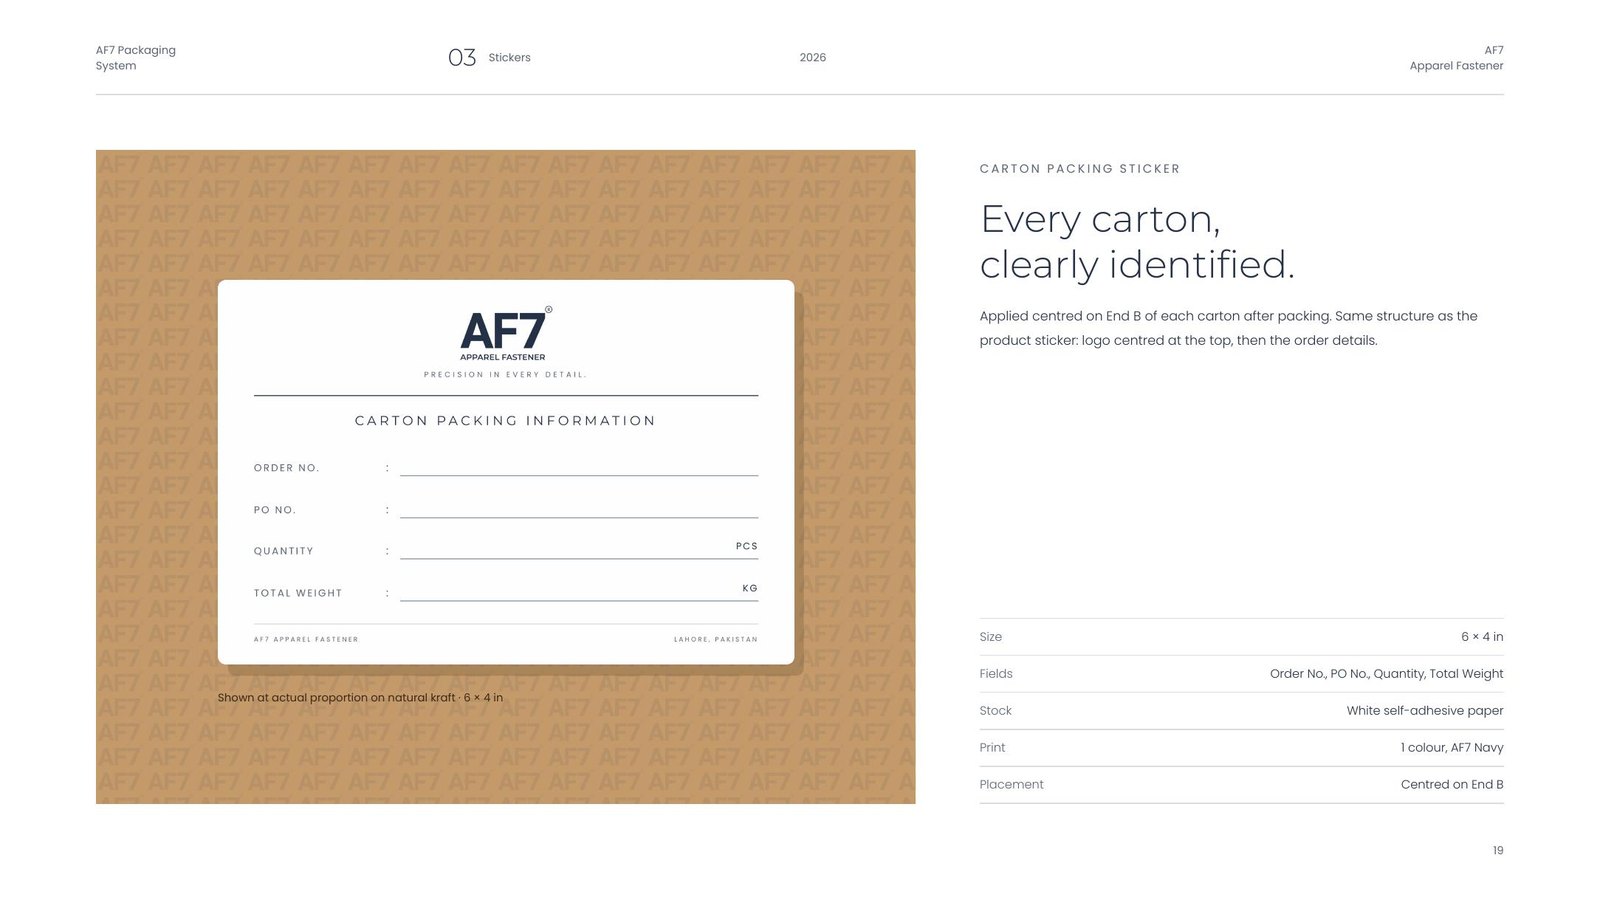 AF7 Packaging
System
03 Stickers
2026
AF7
Apparel Fastener
AF7®
APPAREL FASTENER
PRECISION IN EVERY DETAIL.
CARTON PACKING INFORMATION
ORDER NO. :
PO NO. :
QUANTITY : PCS
TOTAL WEIGHT : KG
AF7 APPAREL FASTENER LAHORE, PAKISTAN
Shown at actual proportion on natural kraft · 6 × 4 in
CARTON PACKING STICKER
Every carton,
clearly identified.
Applied centred on End B of each carton after packing. Same structure as the
product sticker: logo centred at the top, then the order details.
Size 6 × 4 in
Fields Order No., PO No., Quantity, Total Weight
Stock White self-adhesive paper
Print 1 colour, AF7 Navy
Placement Centred on End B
19